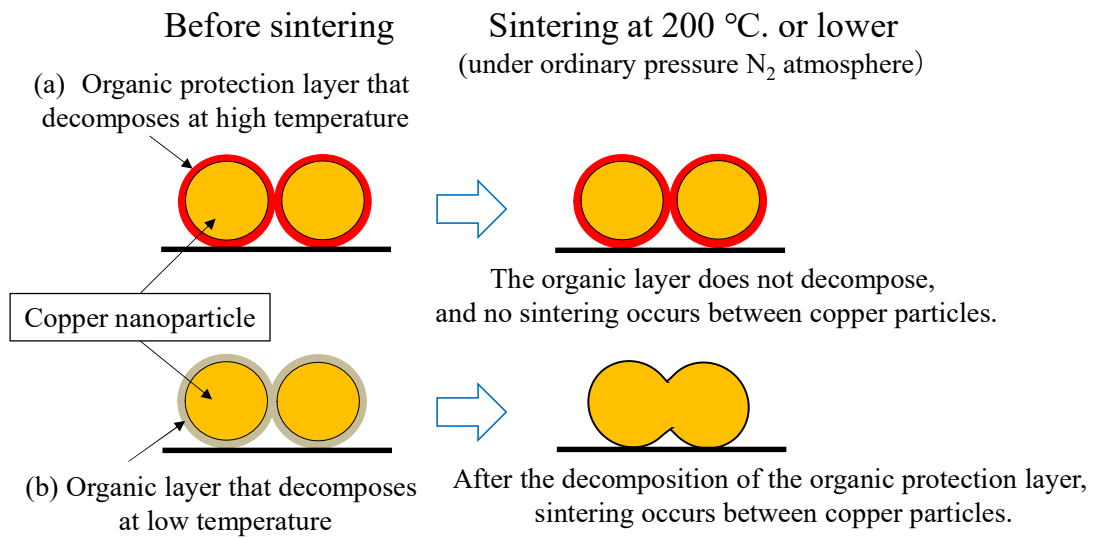 Before sintering
Sintering at 200 ℃. or lower
(under ordinary pressure N₂ atmosphere）
(a) Organic protection layer that
decomposes at high temperature
The organic layer does not decompose,
and no sintering occurs between copper particles.
Copper nanoparticle
(b) Organic layer that decomposes
at low temperature
After the decomposition of the organic protection layer,
sintering occurs between copper particles.